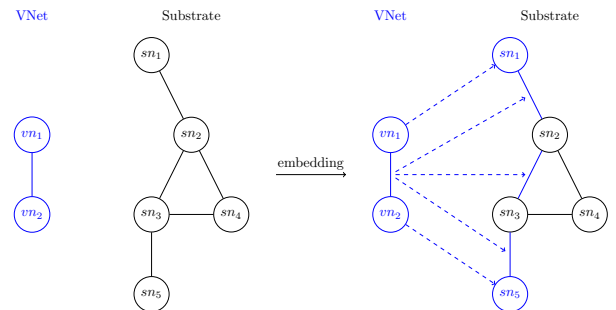 VNet Substrate VNet Substrate
sn1 sn1
vn1 sn2 vn1 sn2
embedding
vn2 sn3 sn4 vn2 sn3 sn4
sn5 sn5